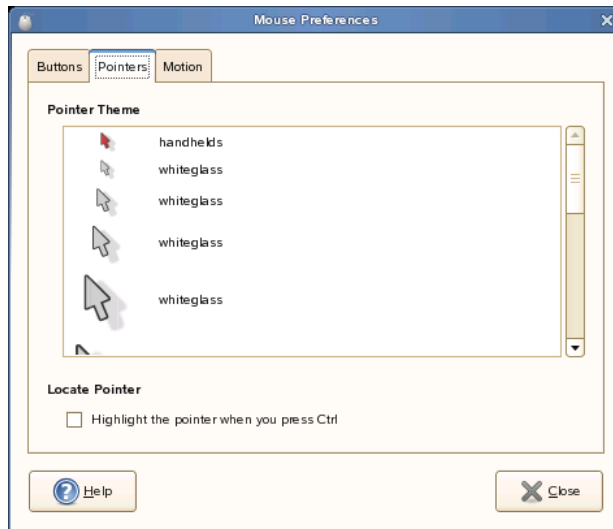 Mouse Preferences
Buttons Pointers Motion
Pointer Theme
handhelds
whiteglass
whiteglass
whiteglass
whiteglass
Locate Pointer
Highlight the pointer when you press Ctrl
Help Close